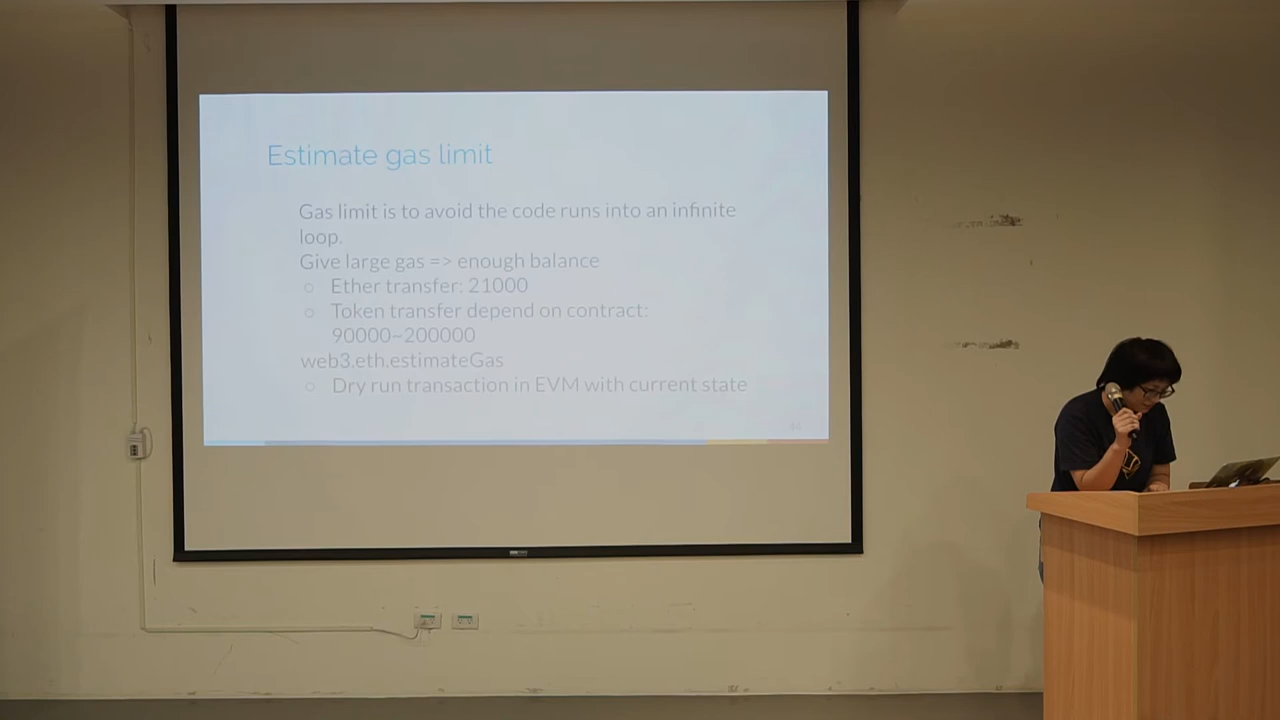 Estimate gas limit
Gas limit is to avoid the code runs into an infinite
loop.
Give large gas => enough balance
○ Ether transfer: 21000
○ Token transfer depend on contract:
90000~200000
web3.eth.estimateGas
○ Dry run transaction in EVM with current state